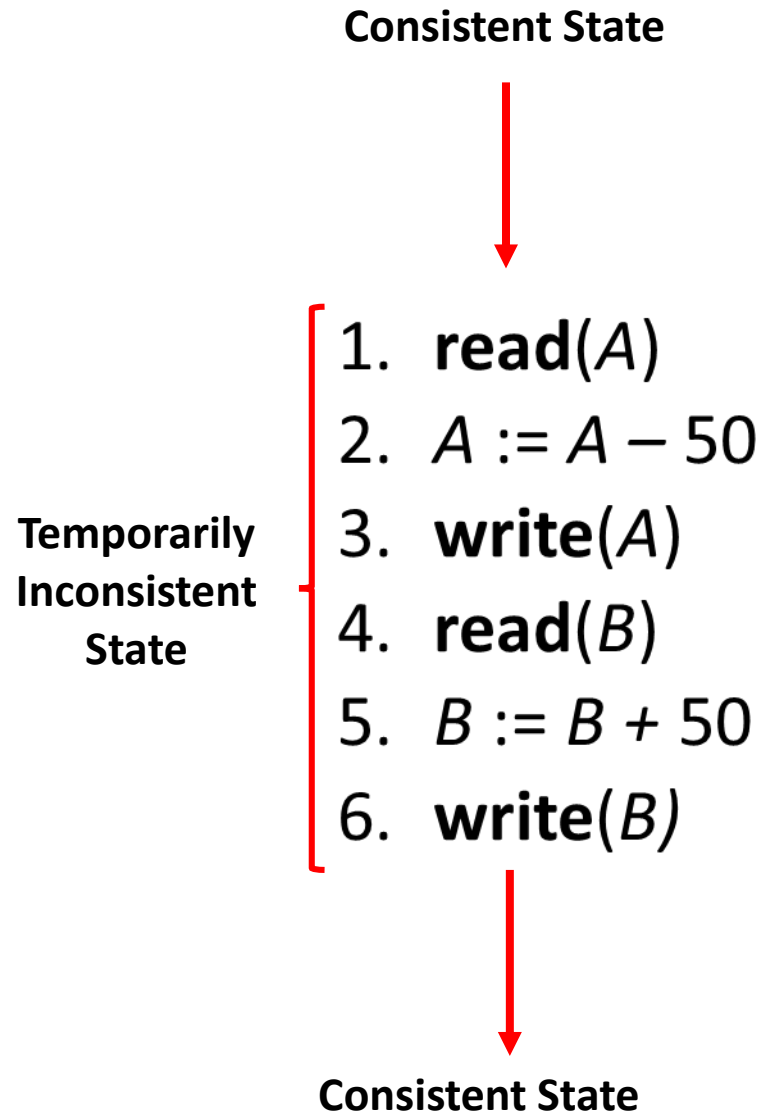 Consistent State
1. read(A)
2. A := A – 50
3. write(A)
4. read(B)
5. B := B + 50
6. write(B)
Temporarily
Inconsistent
State
Consistent State